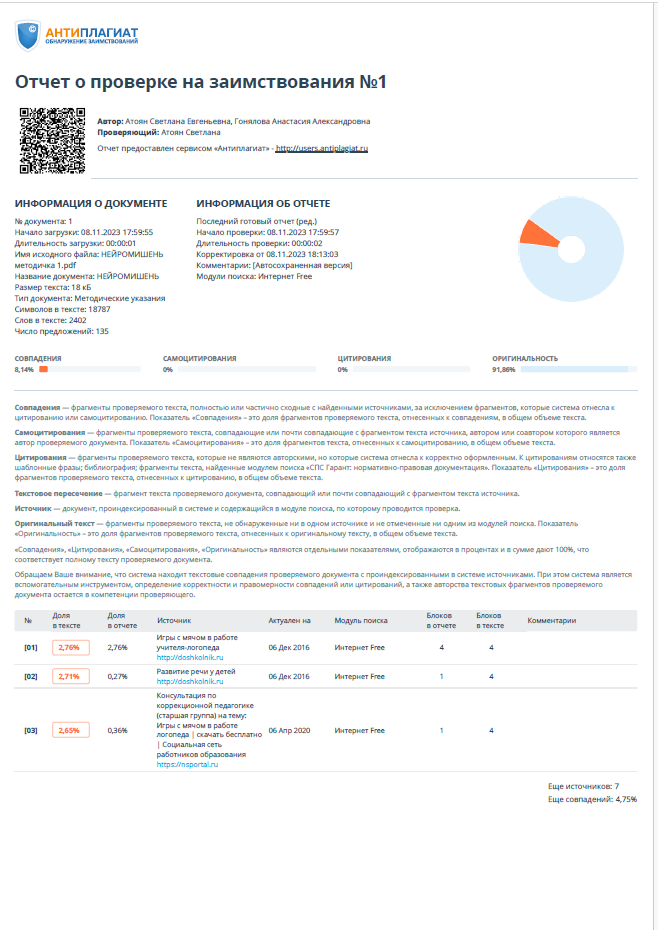 АНТИПЛАГИАТ
ОБНАРУЖЕНИЕ ЗАИМСТВОВАНИЙ
Отчет о проверке на заимствования №1
Автор: Атоян Светлана Евгеньевна, Гонялова Анастасия Александровна
Проверяющий: Атоян Светлана
Отчет предоставлен сервисом «Антиплагиат» - http://users.antiplagiat.ru
ИНФОРМАЦИЯ О ДОКУМЕНТЕ
№ документа: 1
Начало загрузки: 08.11.2023 17:59:55
Длительность загрузки: 00:00:01
Имя исходного файла: НЕЙРОМИШЕНЬ
методичка 1.pdf
Название документа: НЕЙРОМИШЕНЬ
Размер текста: 18 кБ
Тип документа: Методические указания
Символов в тексте: 18787
Слов в тексте: 2402
Число предложений: 135
ИНФОРМАЦИЯ ОБ ОТЧЕТЕ
Последний готовый отчет (ред.)
Начало проверки: 08.11.2023 17:59:57
Длительность проверки: 00:00:02
Корректировка от 08.11.2023 18:13:03
Комментарии: [Автосохраненная версия]
Модули поиска: Интернет Free
СОВПАДЕНИЯ
8,14%
САМОЦИТИРОВАНИЯ
0%
ЦИТИРОВАНИЯ
0%
ОРИГИНАЛЬНОСТЬ
91,86%
Совпадения — фрагменты проверяемого текста, полностью или частично сходные с найденными источниками, за исключением фрагментов, которые система отнесла к
цитированию или самоцитированию. Показатель «Совпадения» – это доля фрагментов проверяемого текста, отнесенных к совпадениям, в общем объеме текста.
Самоцитирования — фрагменты проверяемого текста, совпадающие или почти совпадающие с фрагментом текста источника, автором или соавтором которого является
автор проверяемого документа. Показатель «Самоцитирования» – это доля фрагментов текста, отнесенных к самоцитированию, в общем объеме текста.
Цитирования — фрагменты проверяемого текста, которые не являются авторскими, но которые система отнесла к корректно оформленным. К цитированиям относятся также
шаблонные фразы; библиография; фрагменты текста, найденные модулем поиска «СПС Гарант: нормативно-правовая документация». Показатель «Цитирования» – это доля
фрагментов проверяемого текста, отнесенных к цитированию, в общем объеме текста.
Текстовое пересечение — фрагмент текста проверяемого документа, совпадающий или почти совпадающий с фрагментом текста источника.
Источник — документ, проиндексированный в системе и содержащийся в модуле поиска, по которому проводится проверка.
Оригинальный текст — фрагменты проверяемого текста, не обнаруженные ни в одном источнике и не отмеченные ни одним из модулей поиска. Показатель
«Оригинальность» – это доля фрагментов проверяемого текста, отнесенных к оригинальному тексту, в общем объеме текста.
«Совпадения», «Цитирования», «Самоцитирования», «Оригинальность» являются отдельными показателями, отображаются в процентах и в сумме дают 100%, что
соответствует полному тексту проверяемого документа.
Обращаем Ваше внимание, что система находит текстовые совпадения проверяемого документа с проиндексированными в системе источниками. При этом система является
вспомогательным инструментом, определение корректности и правомерности совпадений или цитирований, а также авторства текстовых фрагментов проверяемого
документа остается в компетенции проверяющего.
№ Доля в тексте Доля в отчете Источник Актуален на Модуль поиска Блоков в отчете Блоков в тексте Комментарии
[01] 2,76% 2,76% Игры с мячом в работе
учителя-логопеда
http://doshkolnik.ru
06 Дек 2016 Интернет Free 4 4
[02] 2,71% 0,27% Развитие речи у детей
http://doshkolnik.ru
06 Дек 2016 Интернет Free 1 4
[03] 2,65% 0,36% Консультация по
коррекционной педагогике
(старшая группа) на тему:
Игры с мячом в работе
логопеда | скачать бесплатно
| Социальная сеть
работников образования
https://nsportal.ru
06 Апр 2020 Интернет Free 1 4
Еще источников: 7
Еще совпадений: 4,75%